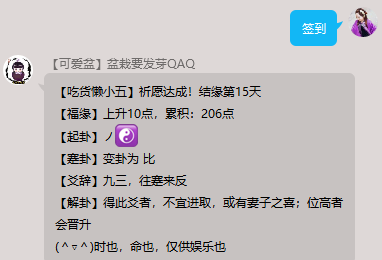 签到
【可爱盆】盆栽要发芽QAQ
【吃货懒小五】祈愿达成！结缘第15天
【福缘】上升10点，累积：206点
【起卦】ノ☯
【蹇卦】变卦为 比
【爻辞】九三，往蹇来反
【解卦】得此爻者，不宜进取，或有妻子之喜；位高者
会晋升
(＾▽＾)时也，命也，仅供娱乐也